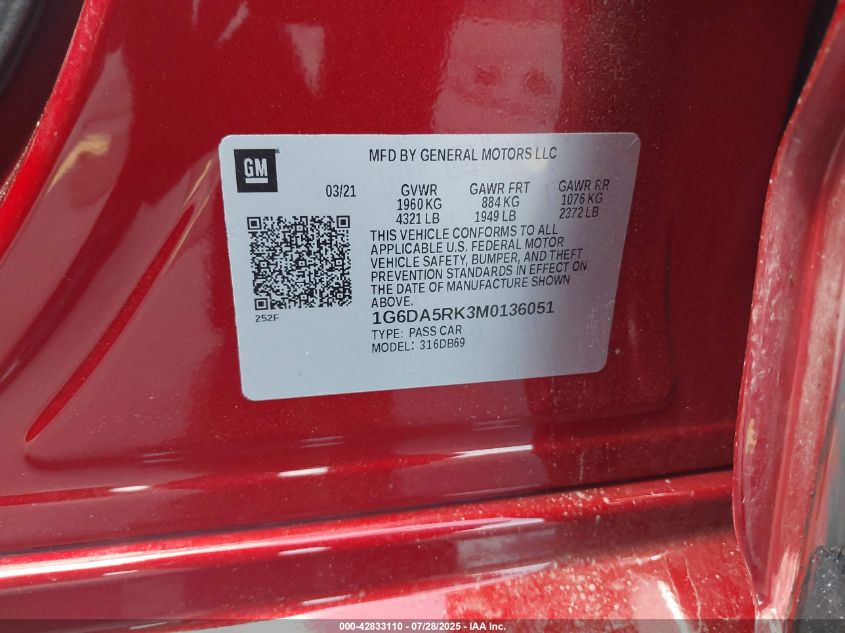 GM
MFD BY GENERAL MOTORS LLC
03/21 GVWR GAWR FRT GAWR RR
1960 KG 884 KG 1076 KG
4321 LB 1949 LB 2372 LB
THIS VEHICLE CONFORMS TO ALL
APPLICABLE U.S. FEDERAL MOTOR
VEHICLE SAFETY, BUMPER, AND THEFT
PREVENTION STANDARDS IN EFFECT ON
THE DATE OF MANUFACTURE SHOWN
ABOVE.
252F
1G6DA5RK3M0136051
TYPE: PASS CAR
MODEL: 316DB69
000-42833110 — 07/28/2025 — IAA Inc.